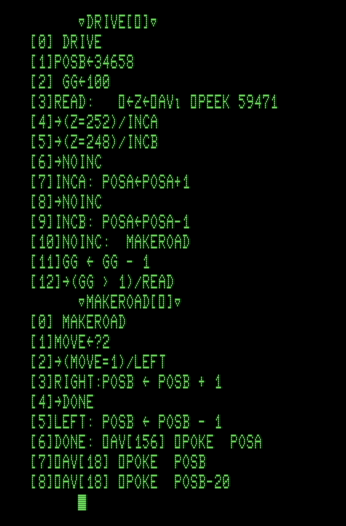 ▿DRIVE[⎕]▿
[0] DRIVE
[1]POSB←34658
[2] GG←100
[3]READ:   ⎕←Z←⎕AV⍳ ⎕PEEK 59471
[4]→(Z=252)/INCA
[5]→(Z=248)/INCB
[6]→NOINC
[7]INCA: POSA←POSA+1
[8]→NOINC
[9]INCB: POSA←POSA-1
[10]NOINC:  MAKEROAD
[11]GG ← GG - 1
[12]→(GG > 1)/READ
▿MAKEROAD[⎕]▿
[0] MAKEROAD
[1]MOVE←?2
[2]→(MOVE=1)/LEFT
[3]RIGHT:POSB ← POSB + 1
[4]→DONE
[5]LEFT: POSB ← POSB - 1
[6]DONE: ⎕AV[156] ⎕POKE  POSA
[7]⎕AV[18] ⎕POKE  POSB
[8]⎕AV[18] ⎕POKE  POSB-20